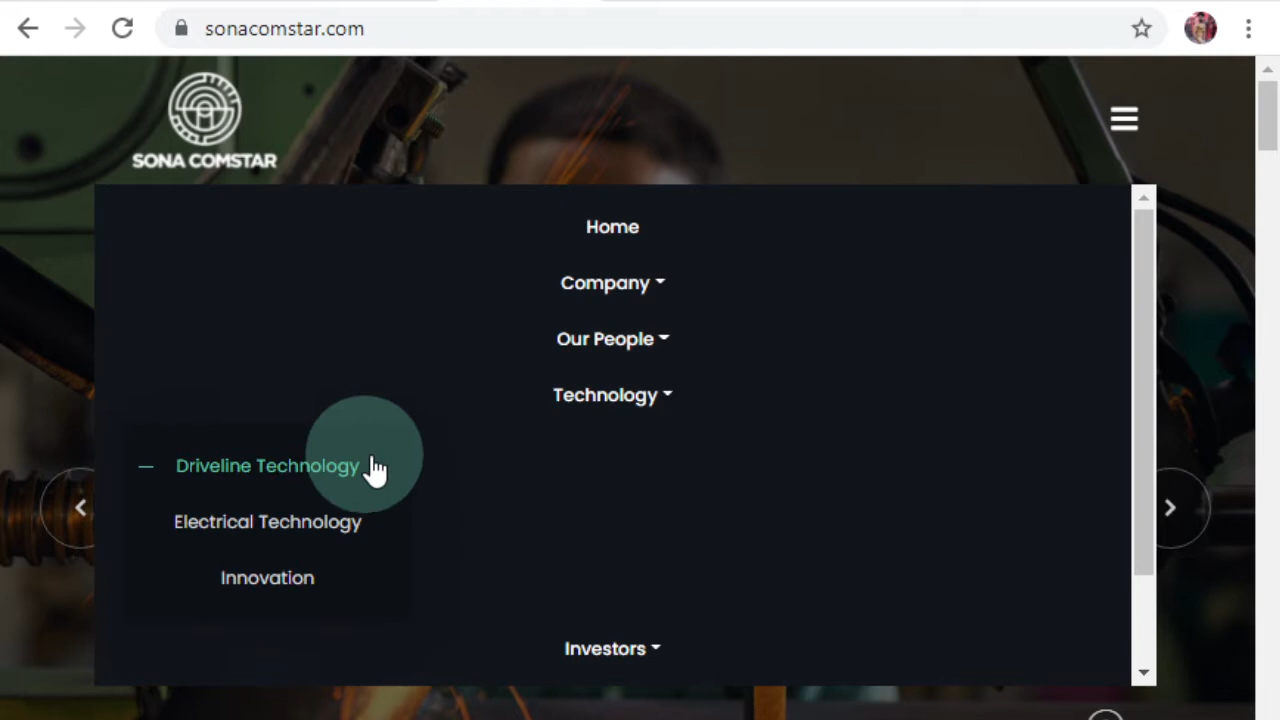 sonacomstar.com
SONA COMSTAR
Home
Company
Our People
Technology
Driveline Technology
Electrical Technology
Innovation
Investors